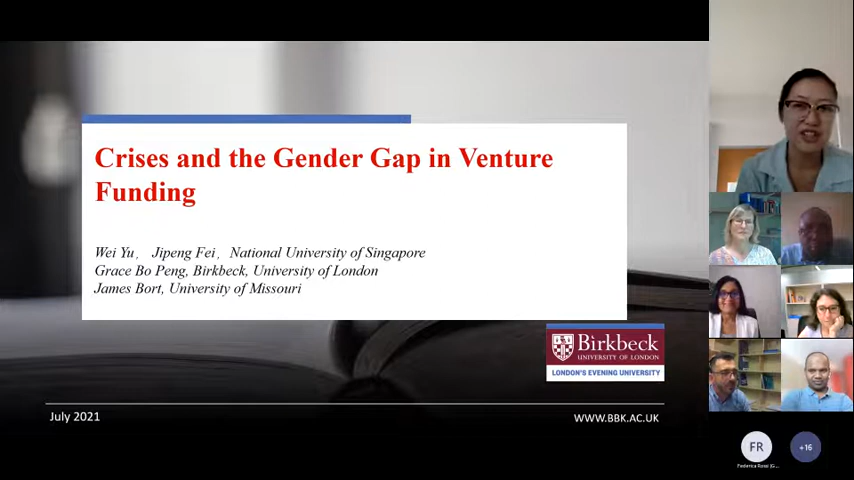 Crises and the Gender Gap in Venture
Funding
Wei Yu, Jipeng Fei, National University of Singapore
Grace Bo Peng, Birkbeck, University of London
James Bort, University of Missouri
Birkbeck
UNIVERSITY OF LONDON
LONDON'S EVENING UNIVERSITY
July 2021
WWW.BBK.AC.UK
FR
+16
Federica Rossi (G...